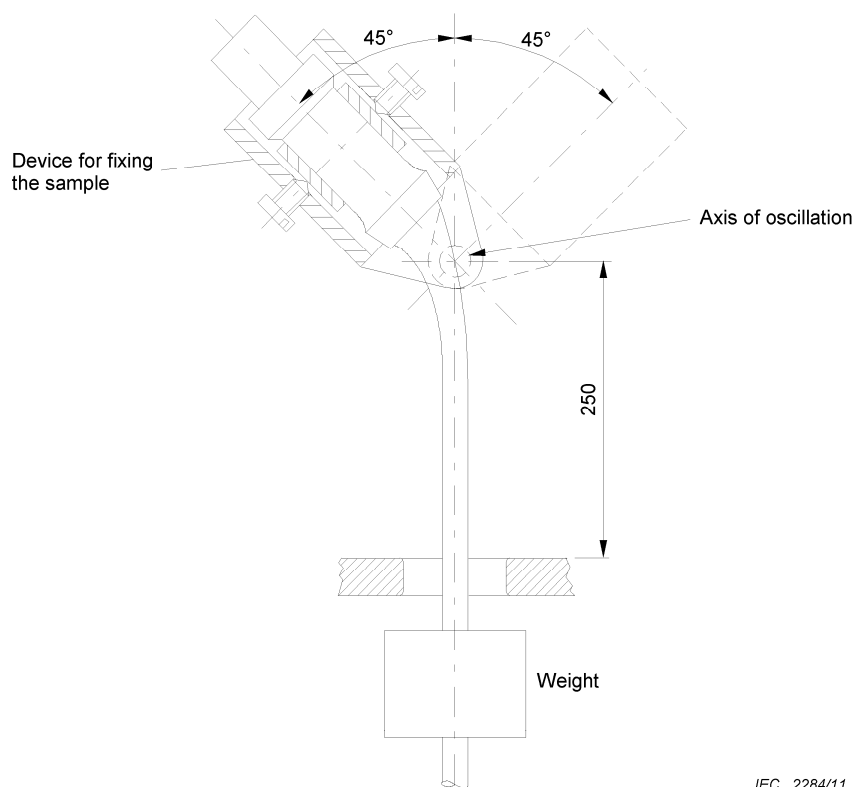 45°
45°
Device for fixing
the sample
Axis of oscillation
250
Weight
IEC 2284/11